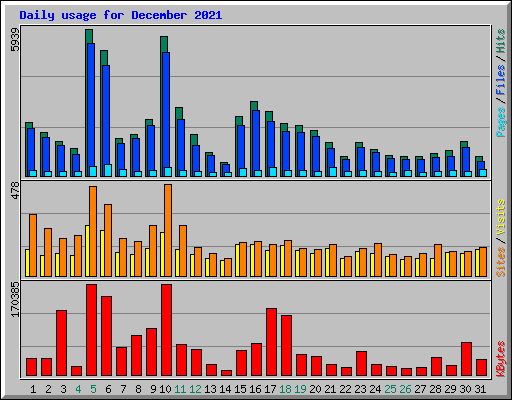 Daily usage for December 2021
5939
Pages / Files / Hits
478
Sites / Visits
170385
KBytes
1 2 3 4 5 6 7 8 9 10 11 12 13 14 15 16 17 18 19 20 21 22 23 24 25 26 27 28 29 30 31